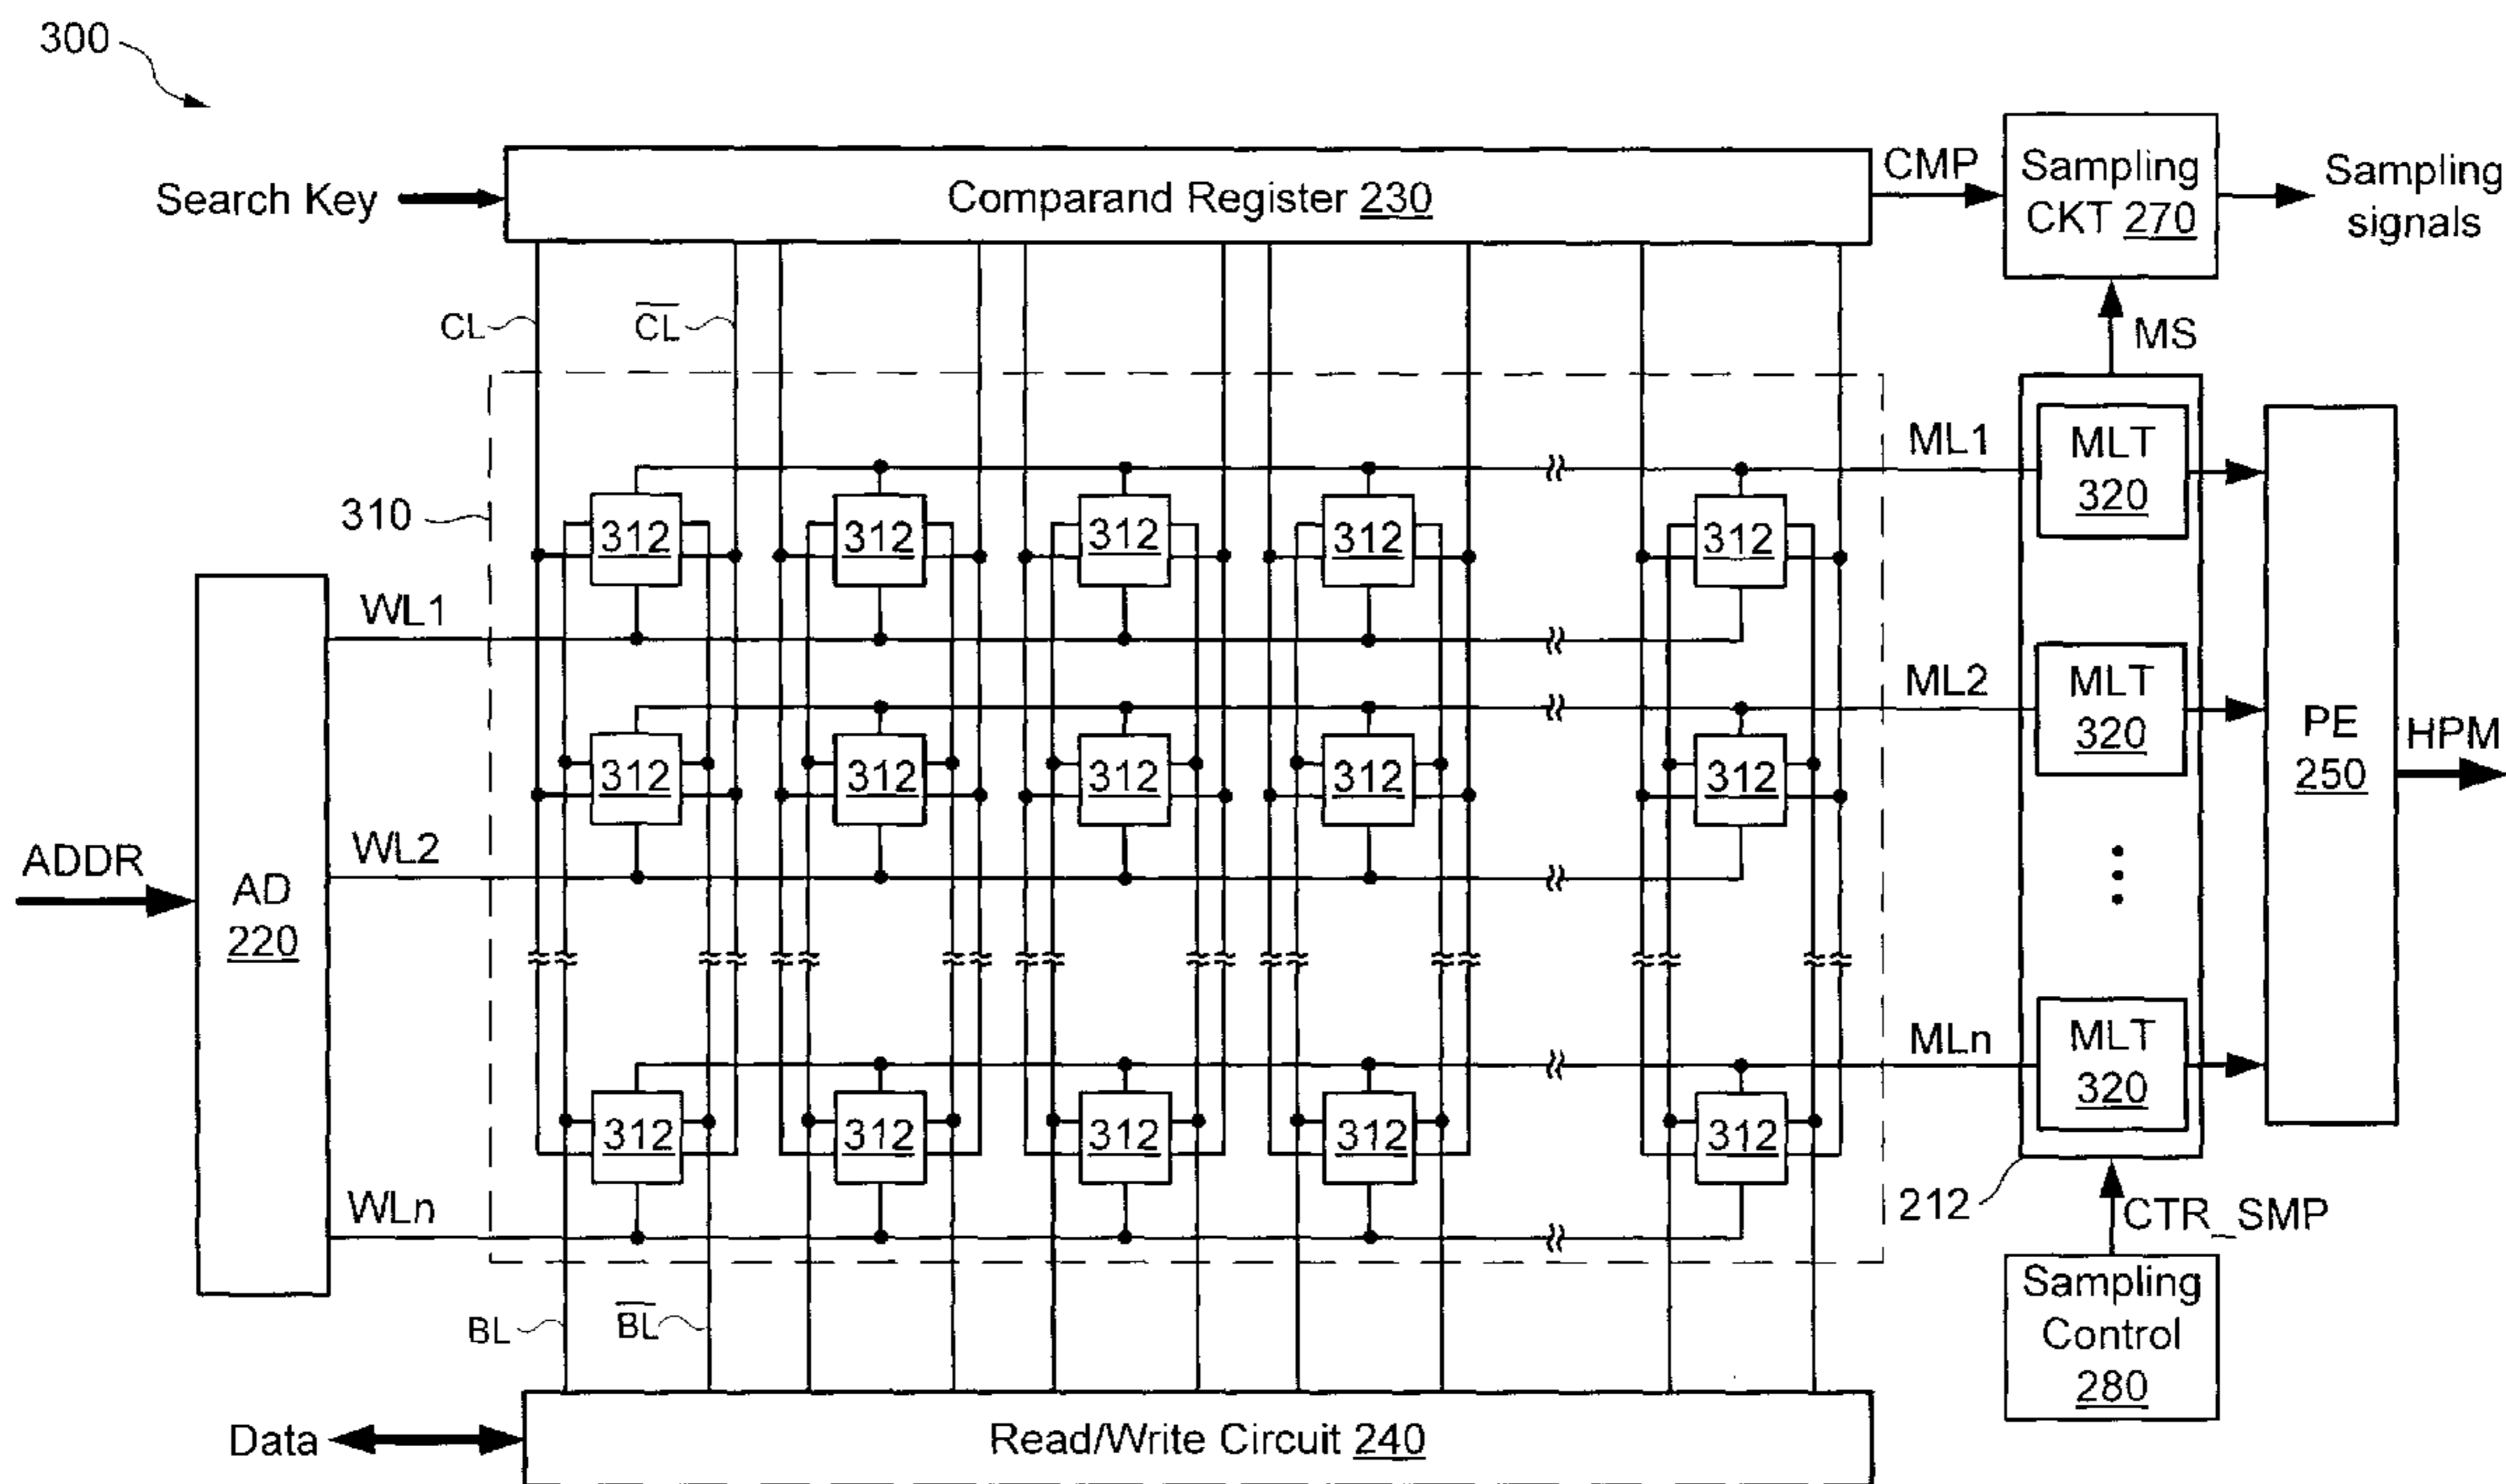 300
Search Key
Comparand Register 230
CMP
Sampling
CKT 270
Sampling
signals
CL
CL
MS
310
ML1
MLT
320
312 312 312 312 312
WL1
ML2
MLT
320
312 312 312 312 312
PE
250
HPM
WL2
ADDR
AD
220
MLn
MLT
320
312 312 312 312 312
WLn
212
CTR_SMP
Sampling
Control
280
BL
BL
Data
Read/Write Circuit 240